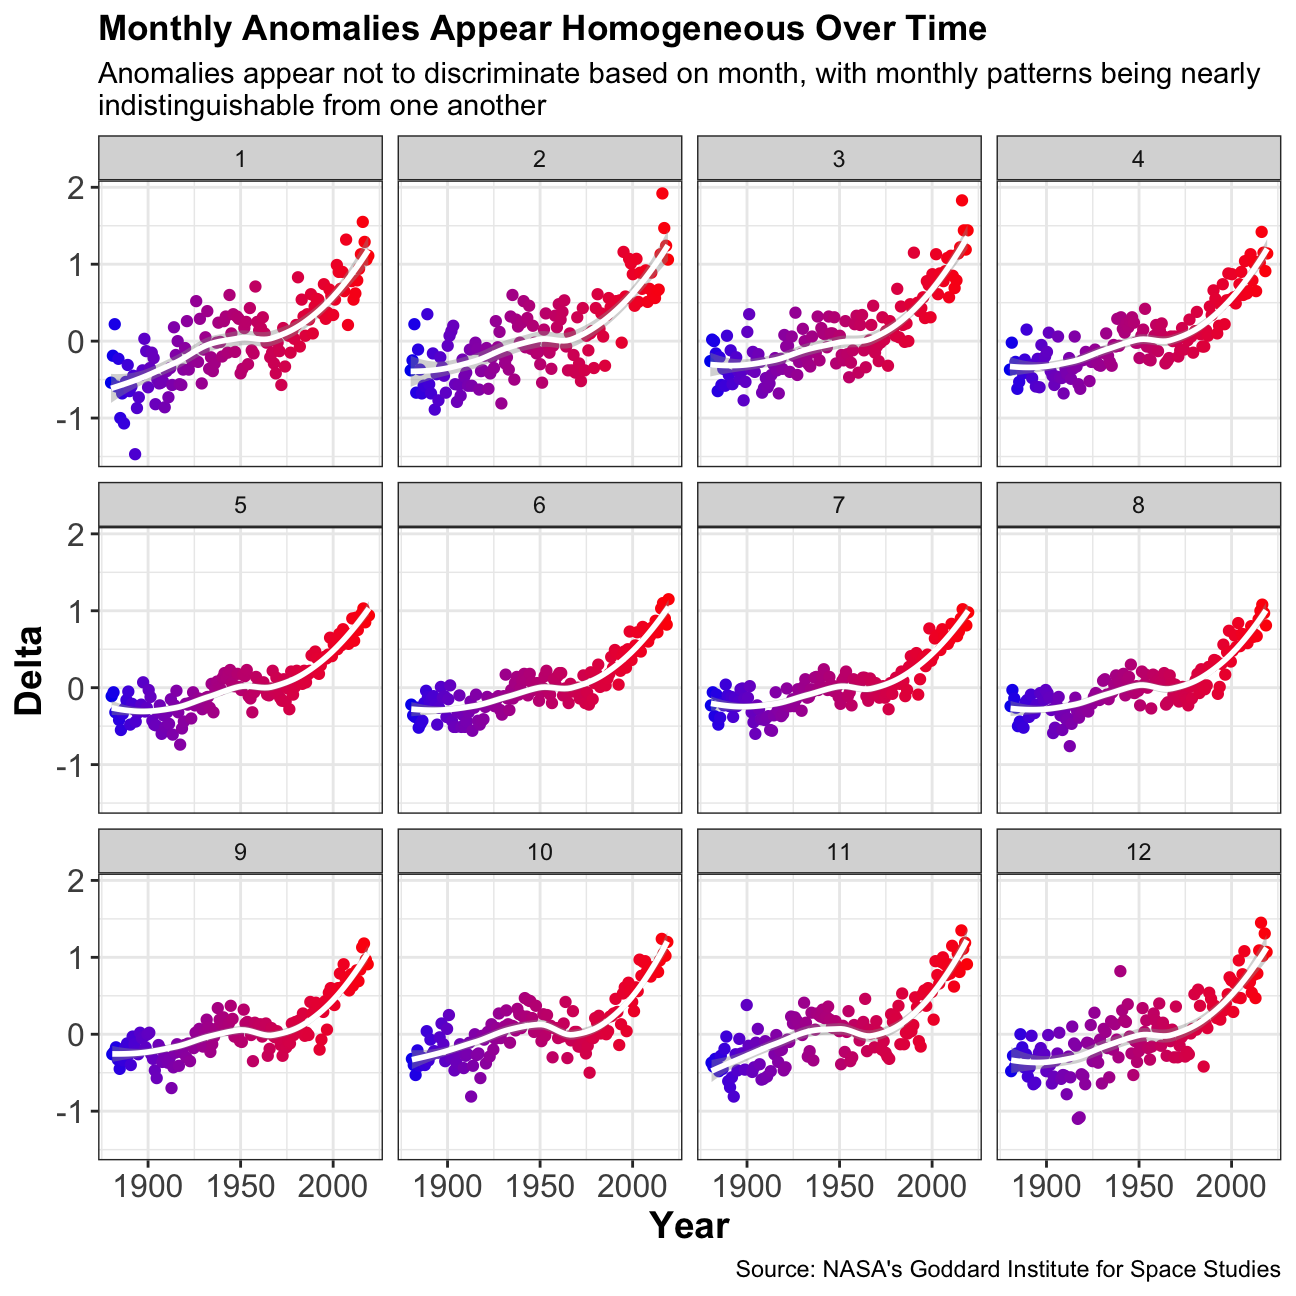 Monthly Anomalies Appear Homogeneous Over Time
Anomalies appear not to discriminate based on month, with monthly patterns being nearly
indistinguishable from one another
1 2 3 4
2
1
0
-1
5 6 7 8
2
1
0
-1
9 10 11 12
2
1
0
-1
Delta
1900 1950 2000 1900 1950 2000 1900 1950 2000 1900 1950 2000
Year
Source: NASA's Goddard Institute for Space Studies